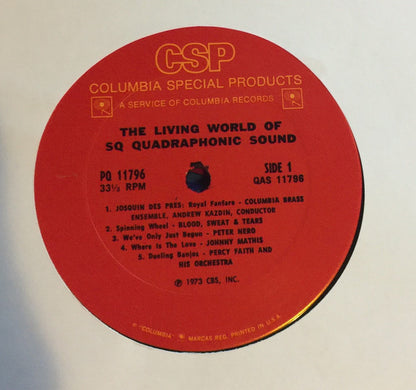 CSP
COLUMBIA SPECIAL PRODUCTS
A SERVICE OF COLUMBIA RECORDS
THE LIVING WORLD OF
SQ QUADRAPHONIC SOUND
PQ 11796
33⅓ RPM
SIDE 1
QAS 11796
1. JOSQUIN DES PRES: Royal Fanfare - COLUMBIA BRASS
ENSEMBLE, ANDREW KAZDIN, CONDUCTOR
2. Spinning Wheel - BLOOD, SWEAT & TEARS
3. We've Only Just Begun - PETER NERO
4. Where Is The Love - JOHNNY MATHIS
5. Dueling Banjos - PERCY FAITH AND
HIS ORCHESTRA
℗ 1973 CBS, INC.
® "COLUMBIA" MARCAS REG. PRINTED IN U.S.A.